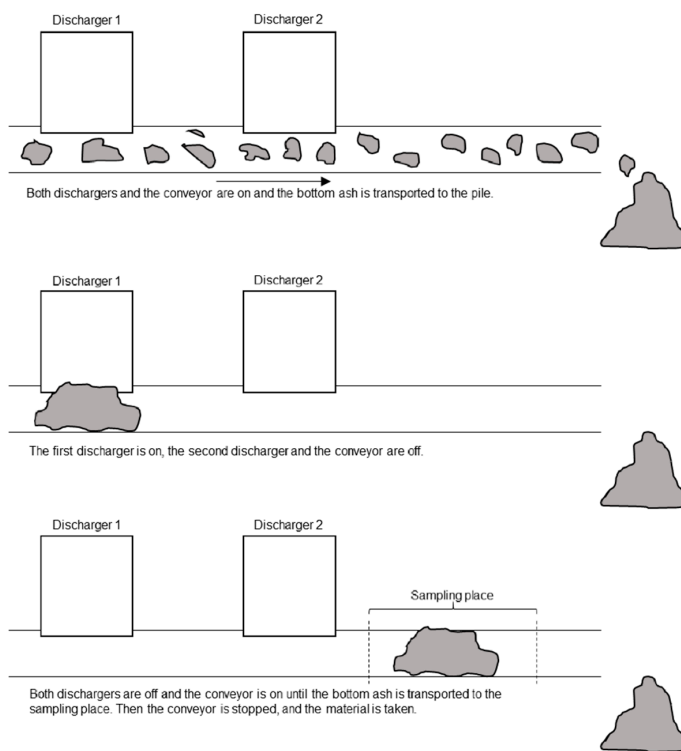 Discharger 1 Discharger 2
Both dischargers and the conveyor are on and the bottom ash is transported to the pile.
Discharger 1 Discharger 2
The first discharger is on, the second discharger and the conveyor are off.
Discharger 1 Discharger 2
Sampling place
Both dischargers are off and the conveyor is on until the bottom ash is transported to the
sampling place. Then the conveyor is stopped, and the material is taken.